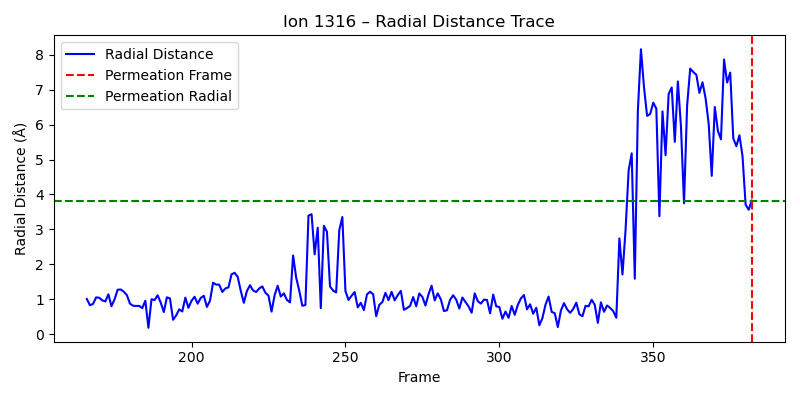 Ion 1316 – Radial Distance Trace
Radial Distance
Permeation Frame
Permeation Radial
Radial Distance (Å)
8
7
6
5
4
3
2
1
0
200
250
300
350
Frame